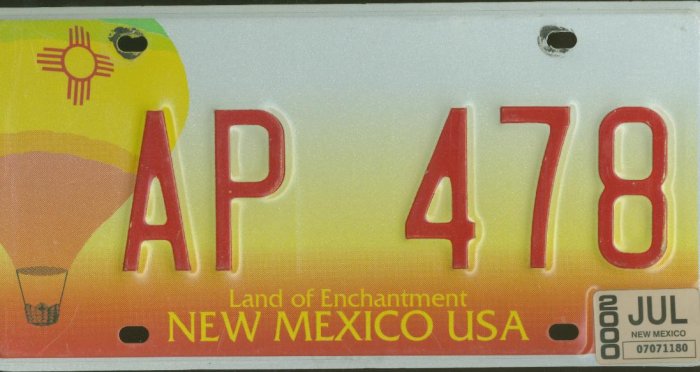 AP 478
Land of Enchantment
NEW MEXICO USA
2000
JUL
NEW MEXICO
07071180